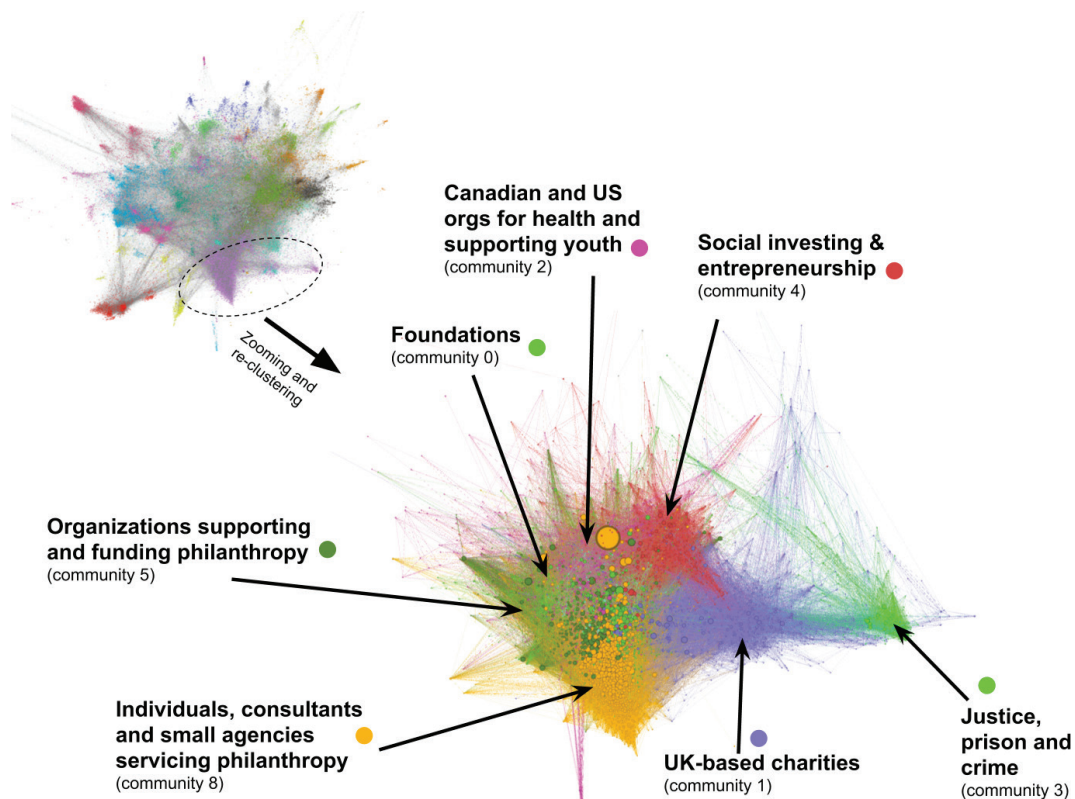 Canadian and US
orgs for health and
supporting youth
(community 2)
Social investing &
entrepreneurship
(community 4)
Foundations
(community 0)
Zooming and
re-clustering
Organizations supporting
and funding philanthropy
(community 5)
Individuals, consultants
and small agencies
servicing philanthropy
(community 8)
UK-based charities
(community 1)
Justice,
prison and
crime
(community 3)